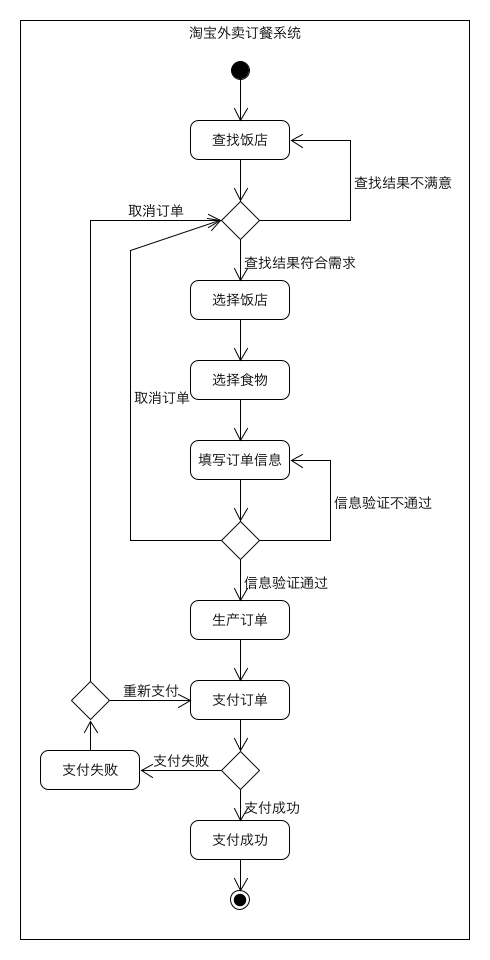 淘宝外卖订餐系统
查找饭店
查找结果不满意
取消订单
查找结果符合需求
选择饭店
选择食物
取消订单
填写订单信息
信息验证不通过
信息验证通过
生产订单
重新支付
支付订单
支付失败
支付失败
支付成功
支付成功